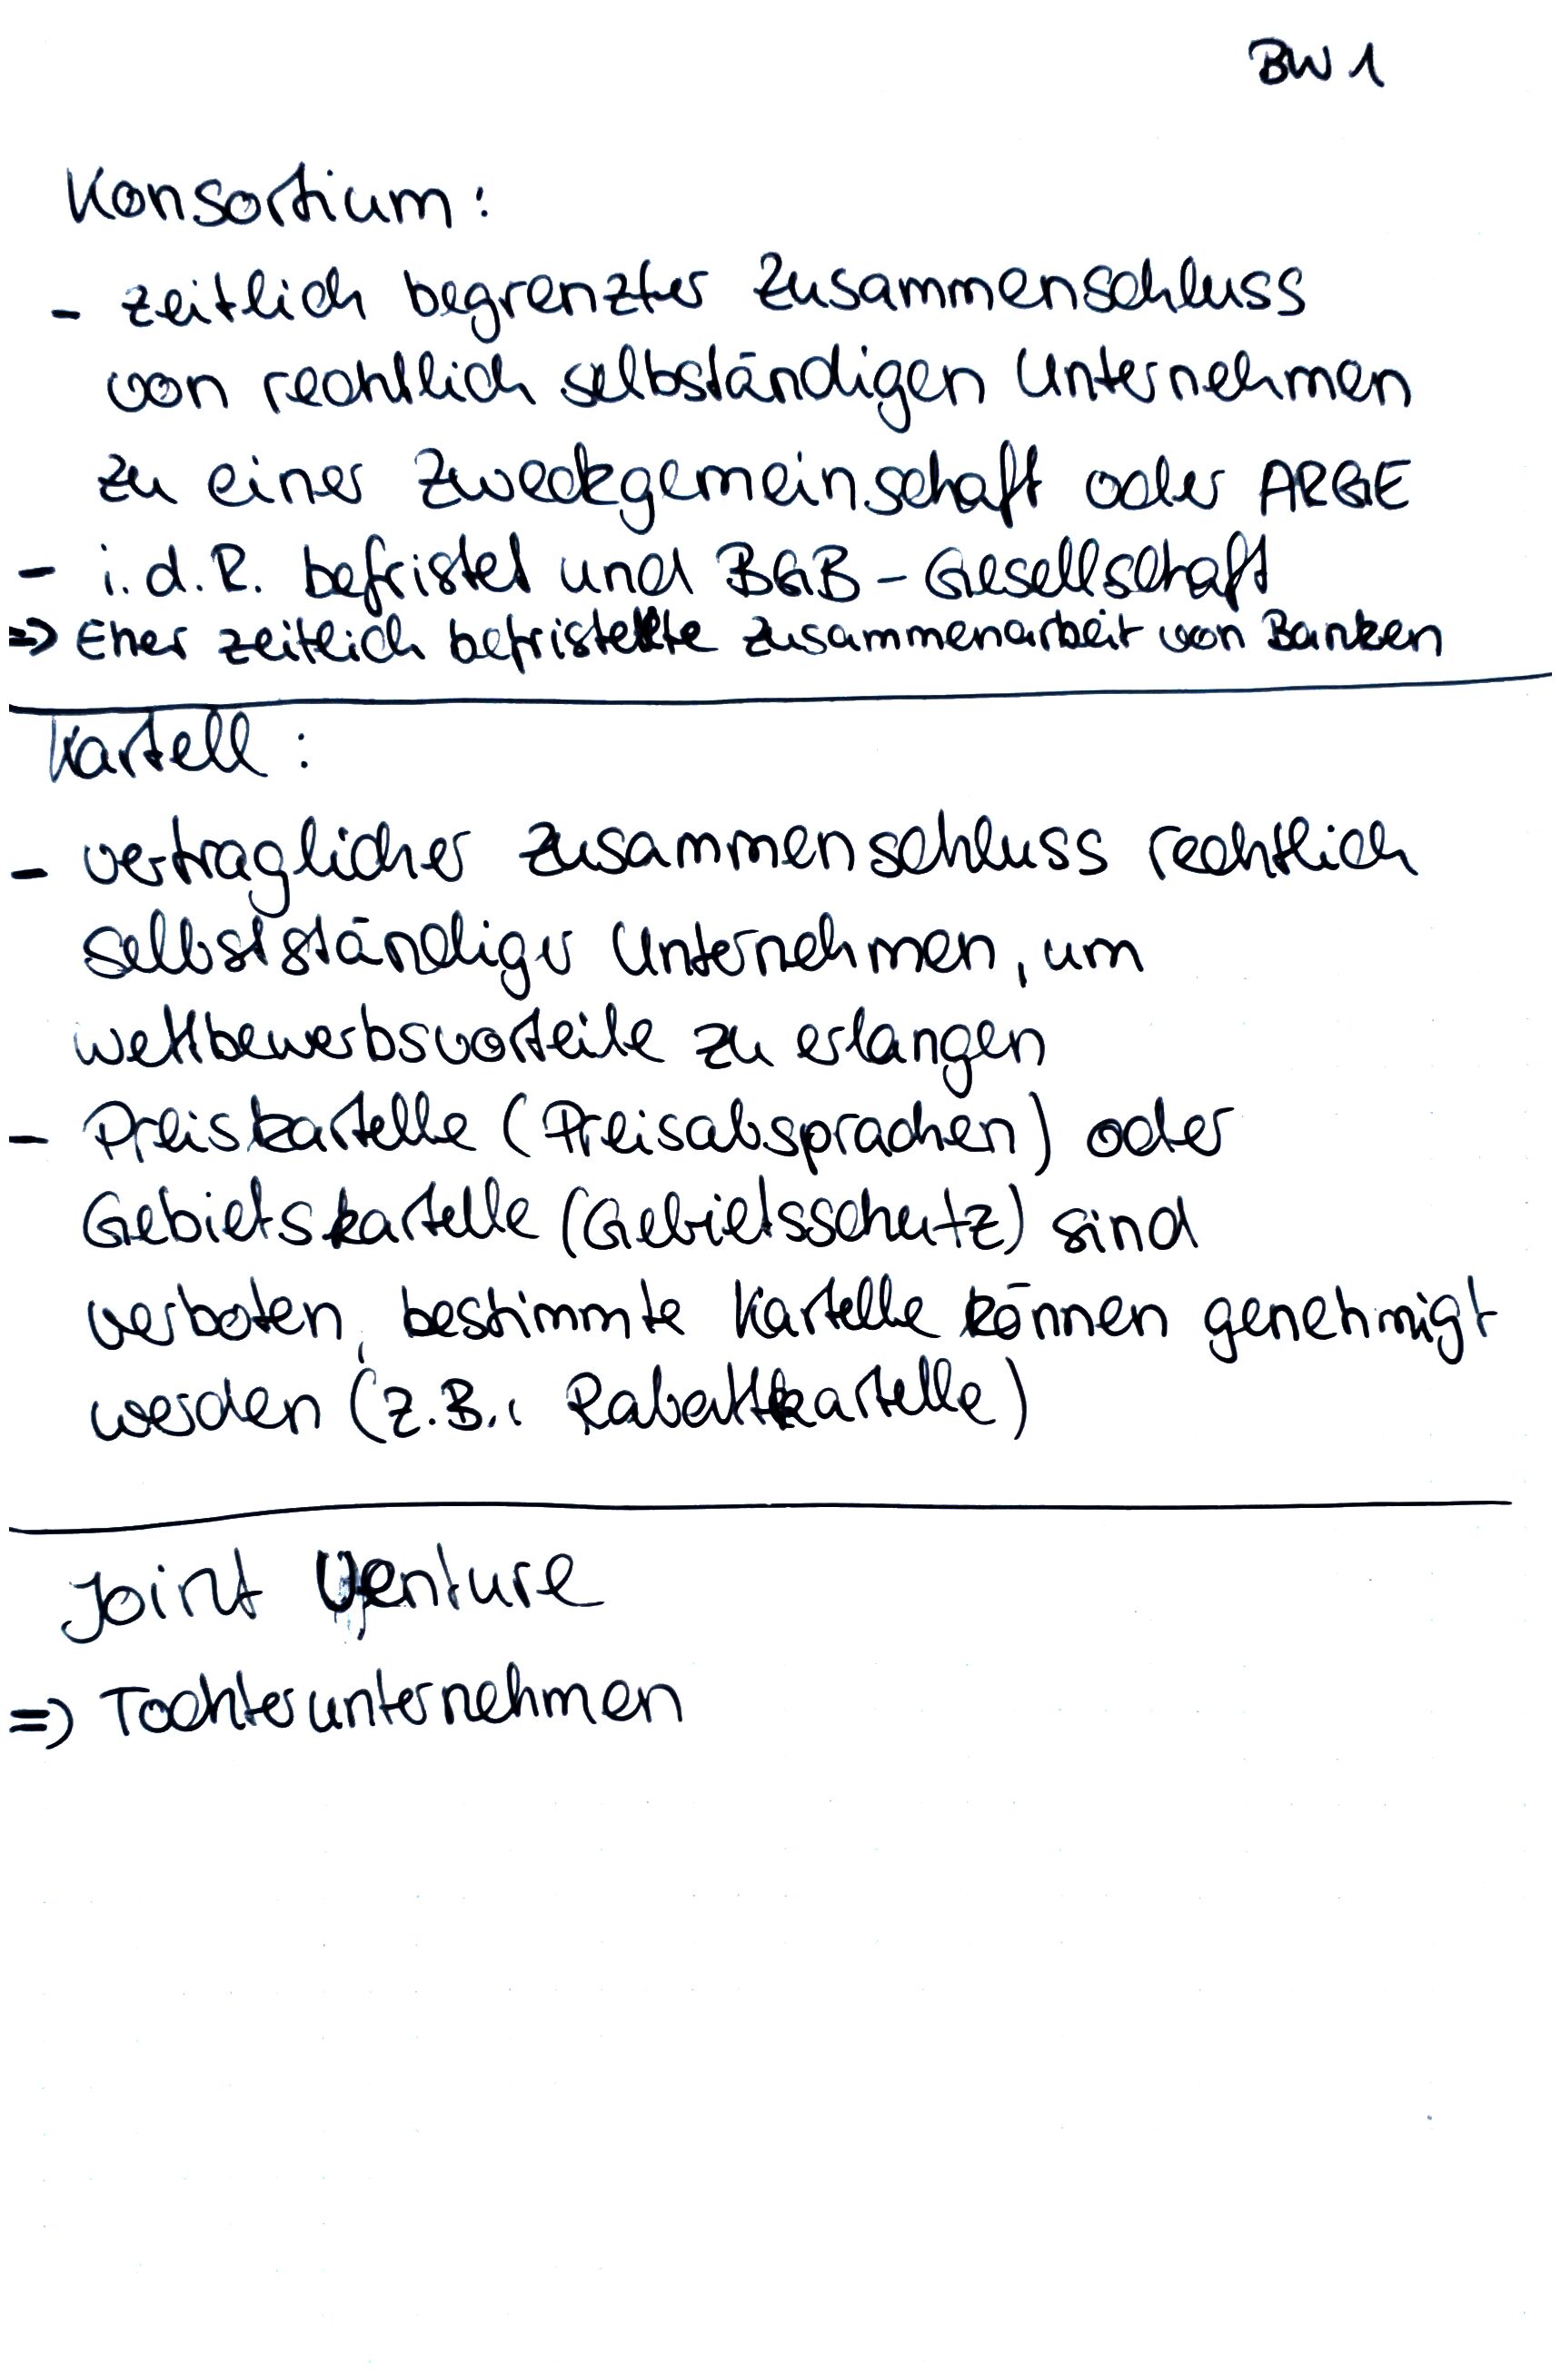 BW 1
Konsortium:
- zeitlich begrenzter Zusammenschluss
von rechtlich selbständigen Unternehmen
zu einer Zweckgemeinschaft oder ARGE
- i.d.R. befristet und BGB-Gesellschaft
=> Eher zeitlich befristete Zusammenarbeit von Banken
Kartell:
- vertraglicher Zusammenschluss rechtlich
selbstständiger Unternehmen, um
Wettbewerbsvorteile zu erlangen
- Preiskartelle (Preisabsprachen) oder
Gebietskartelle (Gebietsschutz) sind
verboten, bestimmte Kartelle können genehmigt
werden (z.B.: Rabattkartelle)
Joint Venture
=> Tochterunternehmen